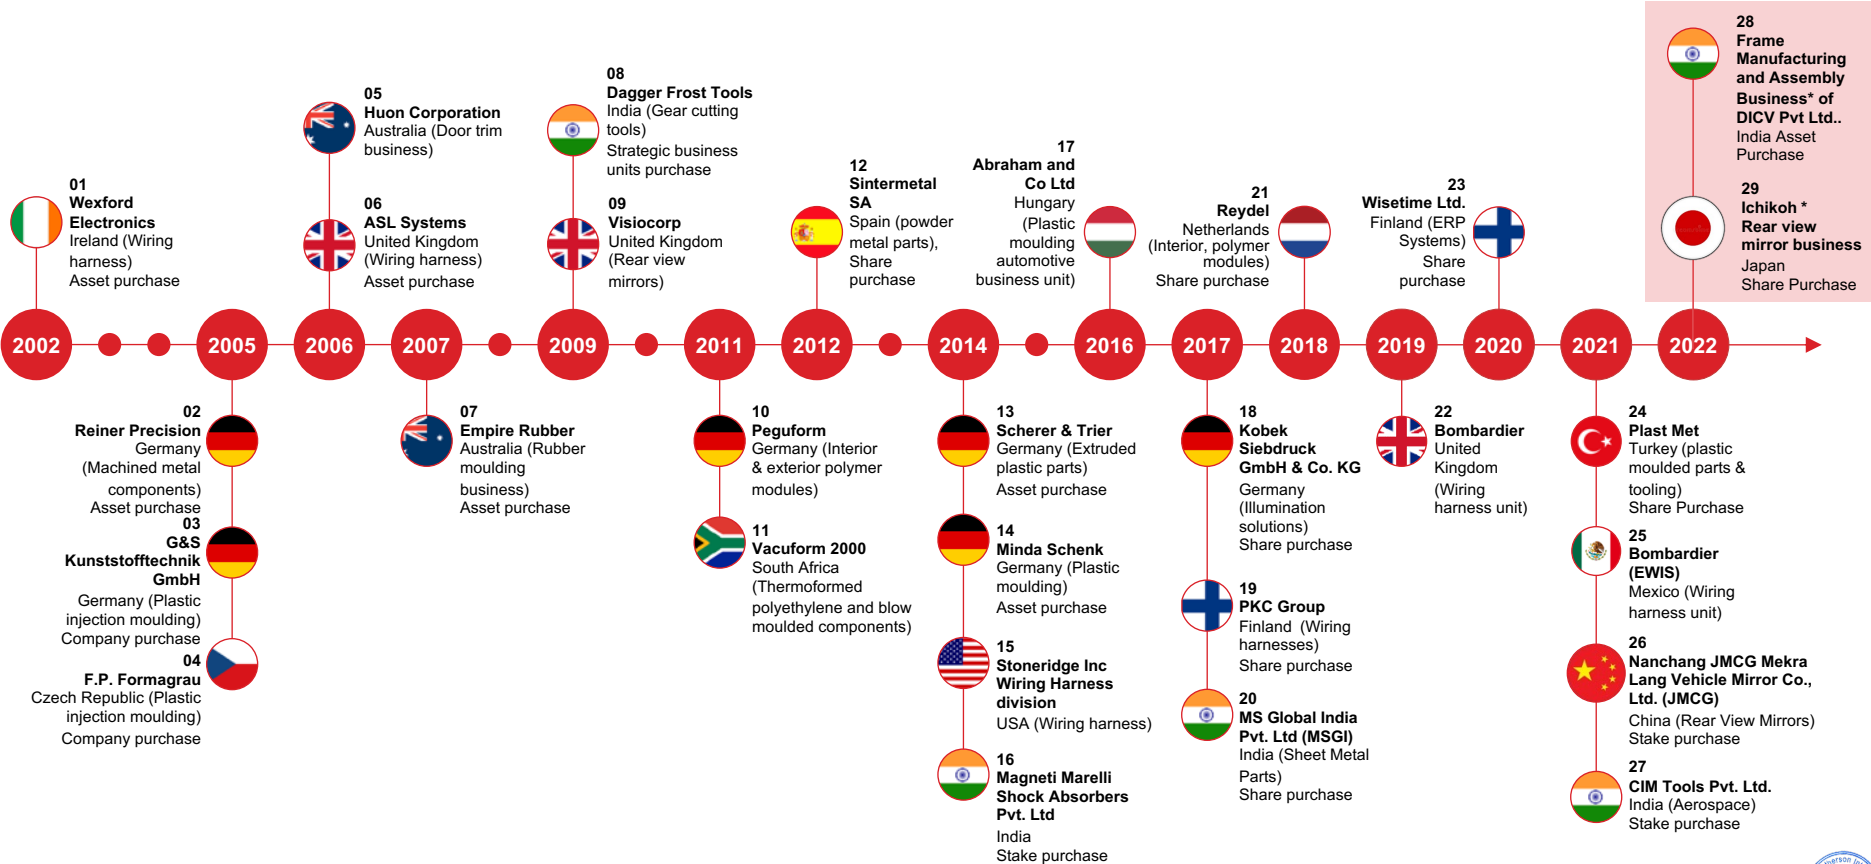 01
Wexford
Electronics
Ireland (Wiring
harness)
Asset purchase
05
Huon Corporation
Australia (Door trim
business)
06
ASL Systems
United Kingdom
(Wiring harness)
Asset purchase
08
Dagger Frost Tools
India (Gear cutting
tools)
Strategic business
units purchase
09
Visiocorp
United Kingdom
(Rear view
mirrors)
12
Sintermetal
SA
Spain (powder
metal parts),
Share
purchase
17
Abraham and
Co Ltd
Hungary
(Plastic
moulding
automotive
business unit)
21
Reydel
Netherlands
(Interior, polymer
modules)
Share purchase
23
Wisetime Ltd.
Finland (ERP
Systems)
Share
purchase
28
Frame
Manufacturing
and Assembly
Business* of
DICV Pvt Ltd..
India Asset
Purchase
29
Ichikoh *
Rear view
mirror business
Japan
Share Purchase
2002
2005
2006
2007
2009
2011
2012
2014
2016
2017
2018
2019
2020
2021
2022
02
Reiner Precision
Germany
(Machined metal
components)
Asset purchase
03
G&S
Kunststofftechnik
GmbH
Germany (Plastic
injection moulding)
Company purchase
04
F.P. Formagrau
Czech Republic (Plastic
injection moulding)
Company purchase
07
Empire Rubber
Australia (Rubber
moulding
business)
Asset purchase
10
Peguform
Germany (Interior
& exterior polymer
modules)
11
Vacuform 2000
South Africa
(Thermoformed
polyethylene and blow
moulded components)
13
Scherer & Trier
Germany (Extruded
plastic parts)
Asset purchase
14
Minda Schenk
Germany (Plastic
moulding)
Asset purchase
15
Stoneridge Inc
Wiring Harness
division
USA (Wiring harness)
16
Magneti Marelli
Shock Absorbers
Pvt. Ltd
India
Stake purchase
18
Kobek
Siebdruck
GmbH & Co. KG
Germany
(Illumination
solutions)
Share purchase
19
PKC Group
Finland (Wiring
harnesses)
Share purchase
20
MS Global India
Pvt. Ltd (MSGI)
India (Sheet Metal
Parts)
Share purchase
22
Bombardier
United
Kingdom
(Wiring
harness unit)
24
Plast Met
Turkey (plastic
moulded parts &
tooling)
Share Purchase
25
Bombardier
(EWIS)
Mexico (Wiring
harness unit)
26
Nanchang JMCG Mekra
Lang Vehicle Mirror Co.,
Ltd. (JMCG)
China (Rear View Mirrors)
Stake purchase
27
CIM Tools Pvt. Ltd.
India (Aerospace)
Stake purchase